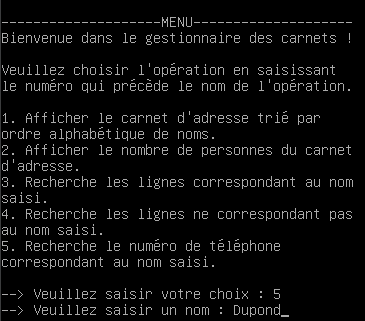 --------------------MENU--------------------
Bienvenue dans le gestionnaire des carnets !
Veuillez choisir l'opération en saisissant
le numéro qui précède le nom de l'opération.
1. Afficher le carnet d'adresse trié par
ordre alphabétique de noms.
2. Afficher le nombre de personnes du carnet
d'adresse.
3. Recherche les lignes correspondant au nom
saisi.
4. Recherche les lignes ne correspondant pas
au nom saisi.
5. Recherche le numéro de téléphone
correspondant au nom saisi.
--> Veuillez saisir votre choix : 5
--> Veuillez saisir un nom : Dupond_